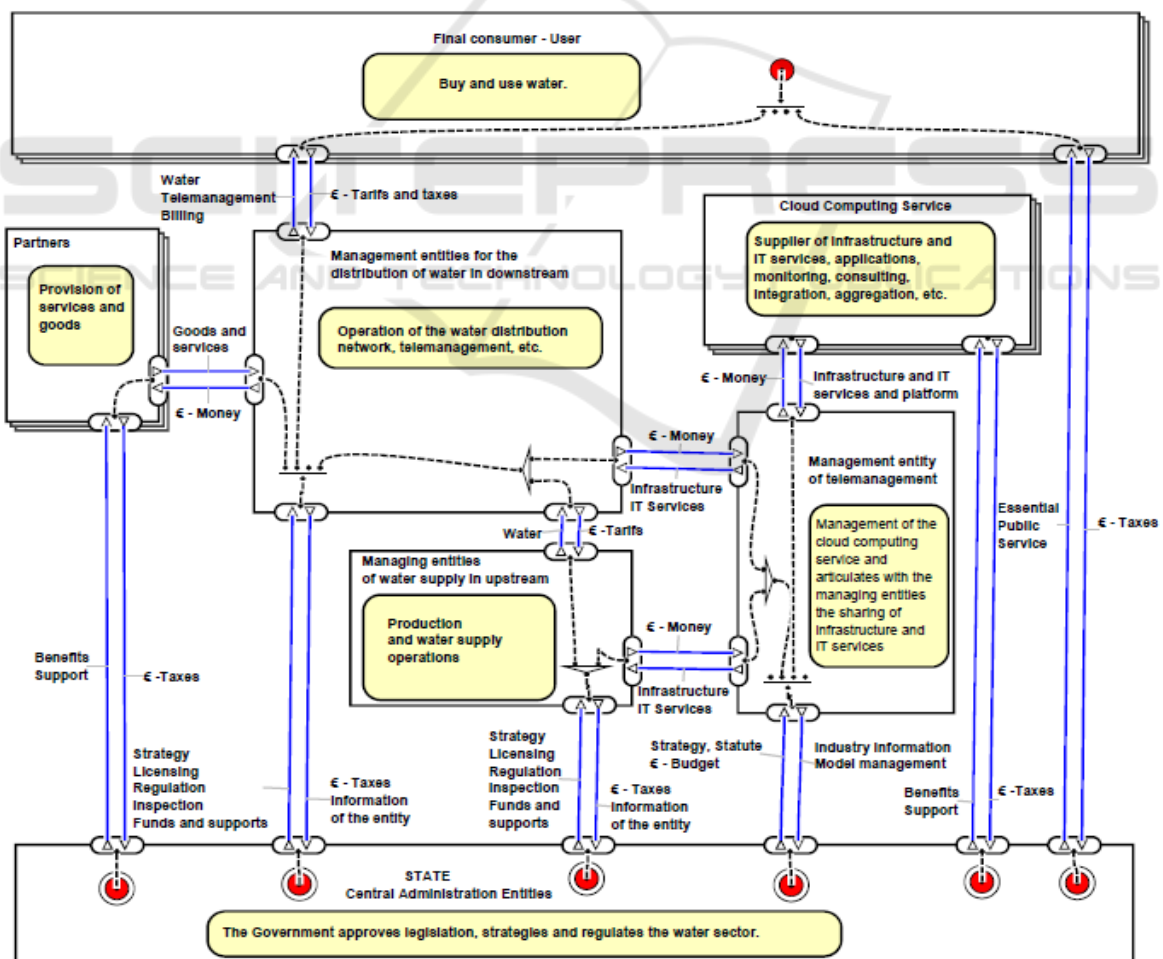 Final consumer - User
Buy and use water.
SCITEPRESS
SCIENCE AND TECHNOLOGY PUBLICATIONS
Water
Telemanagement
Billing
€ - Tarifs and taxes
Cloud Computing Service
Supplier of Infrastructure and
IT services, applications,
monitoring, consulting,
integration, aggregation, etc.
Partners
Provision of
services and
goods
Management entities for the
distribution of water in downstream
Operation of the water distribution
network, telemanagement, etc.
Goods and
services
€ - Money
€ - Money
Infrastructure and IT
services and platform
€ - Money
Infrastructure
IT Services
Management entity
of telemanagement
Management of the
cloud computing
service and
articulates with the
managing entities
the sharing of
infrastructure and
IT services
Essential
Public
Service
€ - Taxes
Water
€ -Tarifs
Managing entities
of water supply in upstream
Production
and water supply
operations
€ - Money
Infrastructure
IT Services
Benefits
Support
€ -Taxes
Strategy
Licensing
Regulation
Inspection
Funds and supports
€ - Taxes
Information
of the entity
Strategy
Licensing
Regulation
Inspection
Funds and
supports
€ - Taxes
Information
of the entity
Strategy, Statute
€ - Budget
Industry Information
Model management
Benefits
Support
€ -Taxes
STATE
Central Administration Entities
The Government approves legislation, strategies and regulates the water sector.